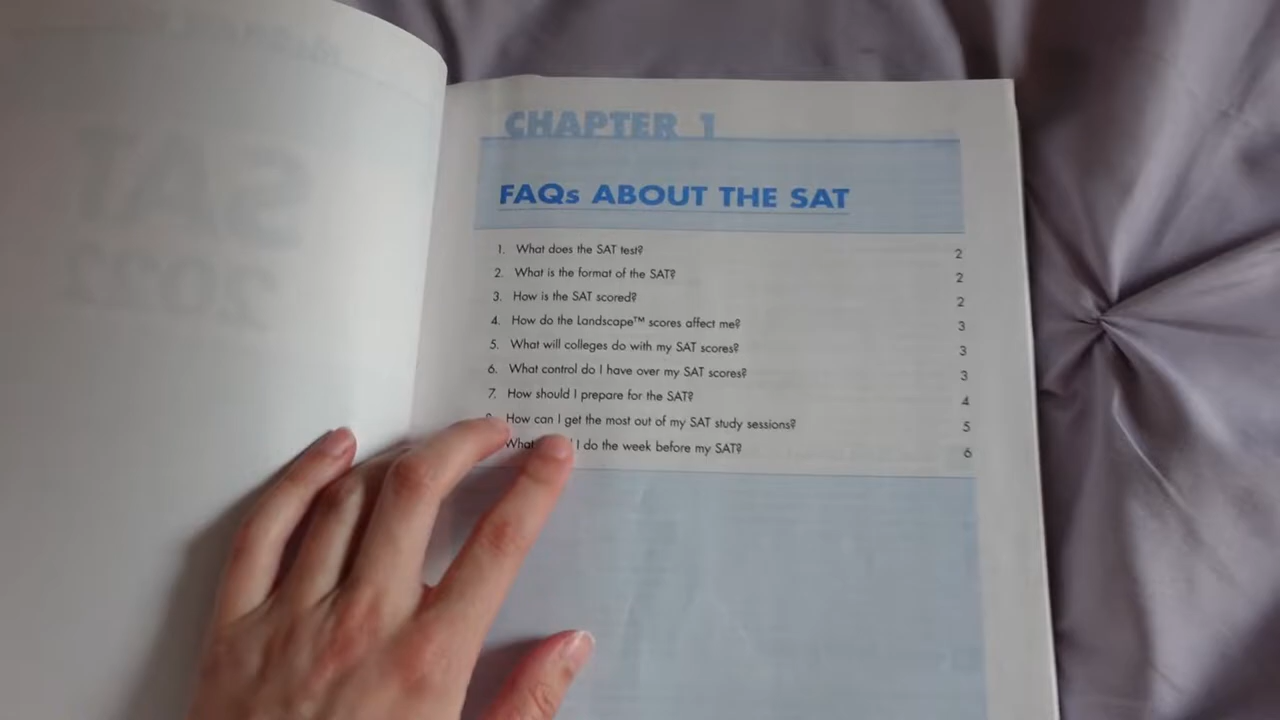 CHAPTER 1
FAQs ABOUT THE SAT
1. What does the SAT test? 2
2. What is the format of the SAT? 2
3. How is the SAT scored? 2
4. How do the Landscape™ scores affect me? 3
5. What will colleges do with my SAT scores? 3
6. What control do I have over my SAT scores? 3
7. How should I prepare for the SAT? 4
How can I get the most out of my SAT study sessions? 5
What I do the week before my SAT? 6
SAT
2022